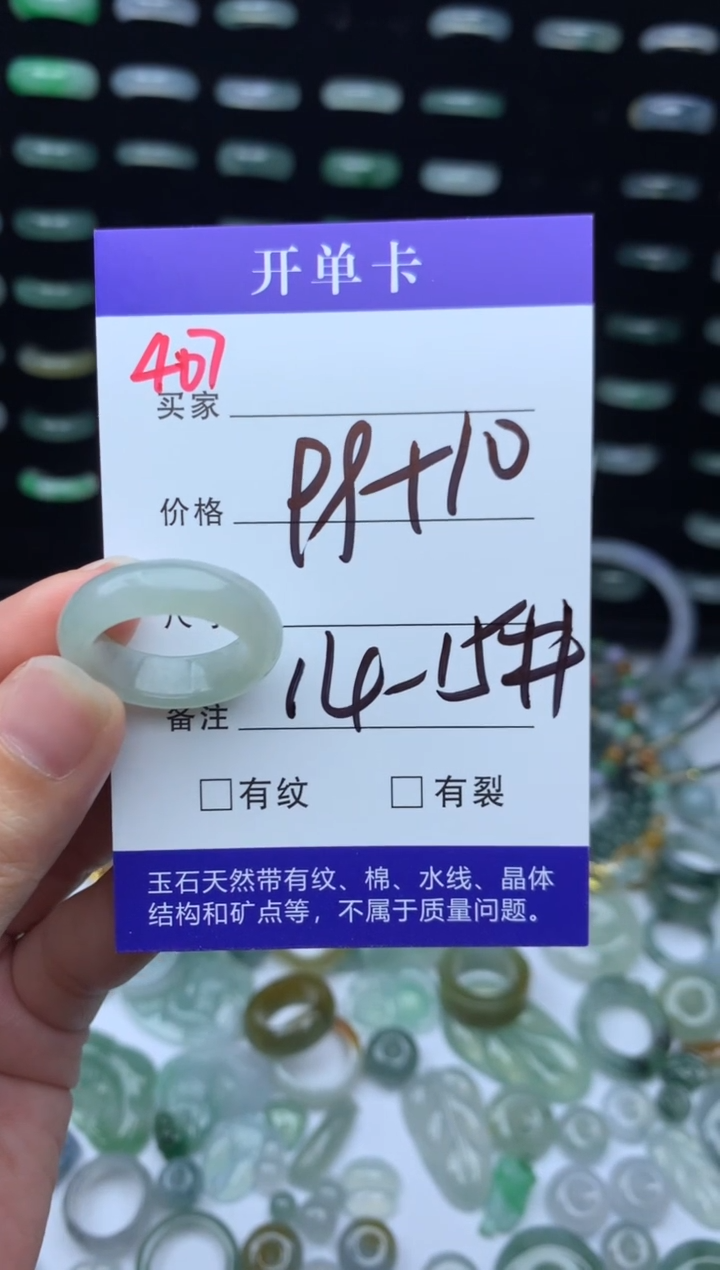 开单卡
407
买家
价格 pf+10
尺寸
14-15#
备注
□有纹 □有裂
玉石天然带有纹、棉、水线、晶体
结构和矿点等，不属于质量问题。